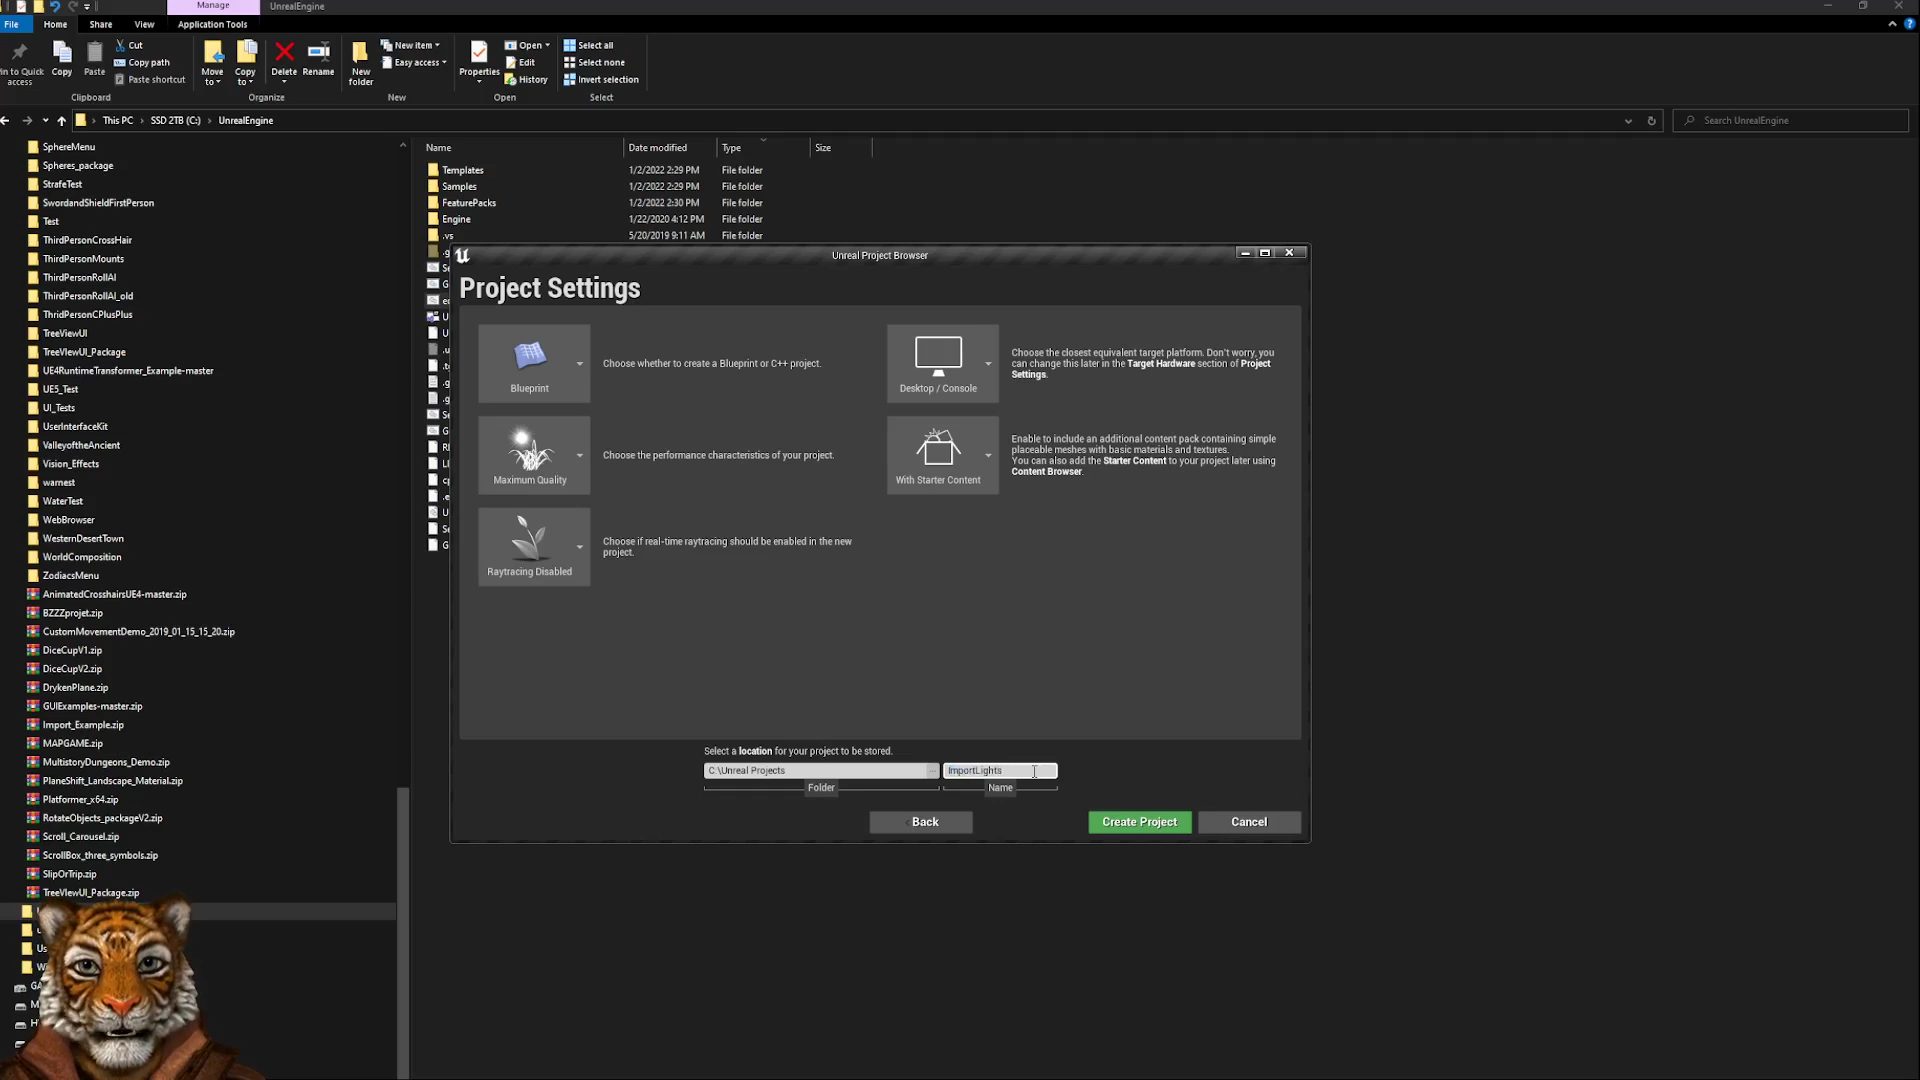 Manage
UnrealEngine
File
Home
Share
View
Application Tools
Cut
Copy path
Paste shortcut
Copy
Paste
Move
to
Copy
to
Delete
Rename
New
folder
New item
Easy access
Properties
Open
Edit
History
Select all
Select none
Invert selection
in to Quick
access
Clipboard
Organize
New
Open
Select
This PC
SSD 2TB (C:)
UnrealEngine
Search UnrealEngine
SphereMenu
Spheres_package
StrafeTest
SwordandShieldFirstPerson
Test
ThirdPersonCrossHair
ThirdPersonMounts
ThirdPersonRollAI
ThirdPersonRollAI_old
ThridPersonCPlusPlus
TreeViewUI
TreeVIewUI_Package
UE4RuntimeTransformer_Example-master
UE5_Test
UI_Tests
UserInterfaceKit
ValleyoftheAncient
Vision_Effects
warnest
WaterTest
WebBrowser
WesternDesertTown
WorldComposition
ZodiacsMenu
AnimatedCrosshairsUE4-master.zip
BZZZprojet.zip
CustomMovementDemo_2019_01_15_15_20.zip
DiceCupV1.zip
DiceCupV2.zip
DrykenPlane.zip
GUIExamples-master.zip
Import_Example.zip
MAPGAME.zip
MultistoryDungeons_Demo.zip
PlaneShift_Landscape_Material.zip
Platformer_x64.zip
RotateObjects_packageV2.zip
Scroll_Carousel.zip
ScrollBox_three_symbols.zip
SlipOrTrip.zip
TreeVIewUI_Package.zip
Name
Date modified
Type
Size
Templates 1/2/2022 2:29 PM File folder
Samples 1/2/2022 2:29 PM File folder
FeaturePacks 1/2/2022 2:30 PM File folder
Engine 1/22/2020 4:12 PM File folder
.vs 5/20/2019 9:11 AM File folder
Unreal Project Browser
Project Settings
Blueprint
Choose whether to create a Blueprint or C++ project.
Desktop / Console
Choose the closest equivalent target platform. Don't worry, you
can change this later in the Target Hardware section of Project
Settings.
Maximum Quality
Choose the performance characteristics of your project.
With Starter Content
Enable to include an additional content pack containing simple
placeable meshes with basic materials and textures.
You can also add the Starter Content to your project later using
Content Browser.
Raytracing Disabled
Choose if real-time raytracing should be enabled in the new
project.
Select a location for your project to be stored.
C:\Unreal Projects
ImportLights
Folder
Name
Back
Create Project
Cancel